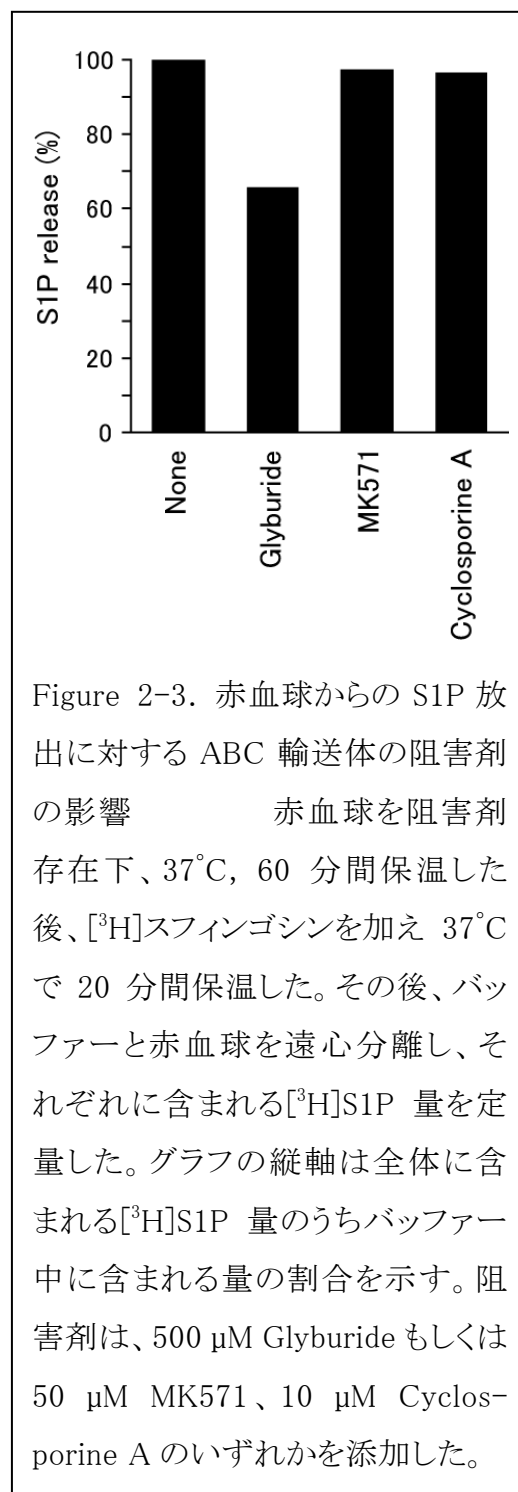 100
80
60
40
20
0
S1P release (%)
None
Glyburide
MK571
Cyclosporine A
Figure 2-3. 赤血球からの S1P 放
出に対する ABC 輸送体の阻害剤
の影響 赤血球を阻害剤
存在下、37°C, 60 分間保温した
後、[³H]スフィンゴシンを加え 37°C
で 20 分間保温した。その後、バッ
ファーと赤血球を遠心分離し、そ
れぞれに含まれる[³H]S1P 量を定
量した。グラフの縦軸は全体に含
まれる[³H]S1P 量のうちバッファー
中に含まれる量の割合を示す。阻
害剤は、500 µM Glyburide もしくは
50 µM MK571、10 µM Cyclos-
porine A のいずれかを添加した。